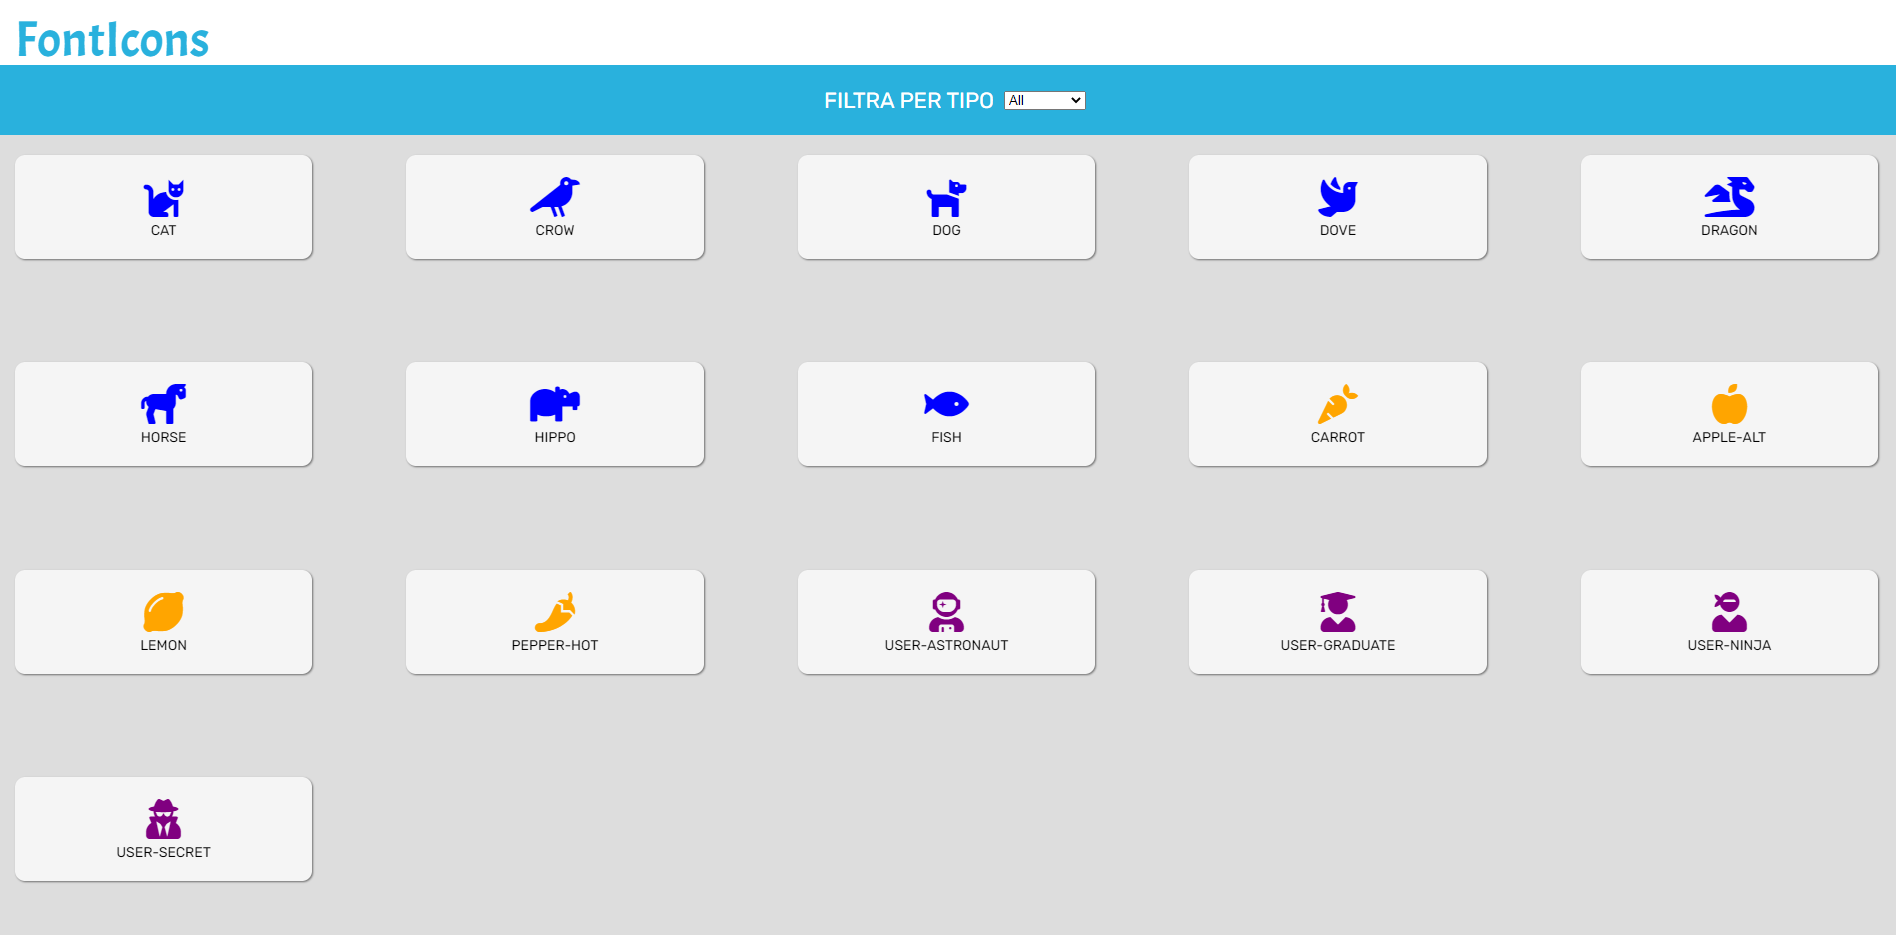 FontIcons
FILTRA PER TIPO All
CAT
CROW
DOG
DOVE
DRAGON
HORSE
HIPPO
FISH
CARROT
APPLE-ALT
LEMON
PEPPER-HOT
USER-ASTRONAUT
USER-GRADUATE
USER-NINJA
USER-SECRET